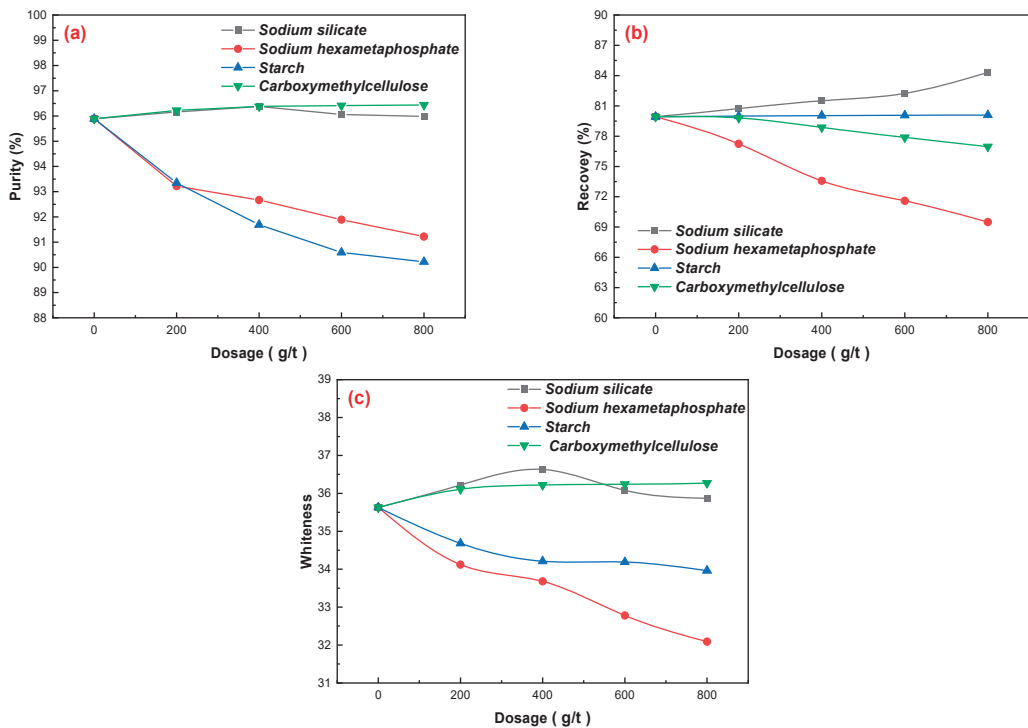 (a)
Sodium silicate
Sodium hexametaphosphate
Starch
Carboxymethylcellulose
100
99
98
97
96
95
94
93
92
91
90
89
88
Purity (%)
0 200 400 600 800
Dosage ( g/t )
(b)
90
87
84
81
78
75
72
69
66
63
60
Recovey (%)
Sodium silicate
Sodium hexametaphosphate
Starch
Carboxymethylcellulose
0 200 400 600 800
Dosage ( g/t )
(c)
Sodium silicate
Sodium hexametaphosphate
Starch
Carboxymethylcellulose
39
38
37
36
35
34
33
32
31
Whiteness
0 200 400 600 800
Dosage ( g/t )